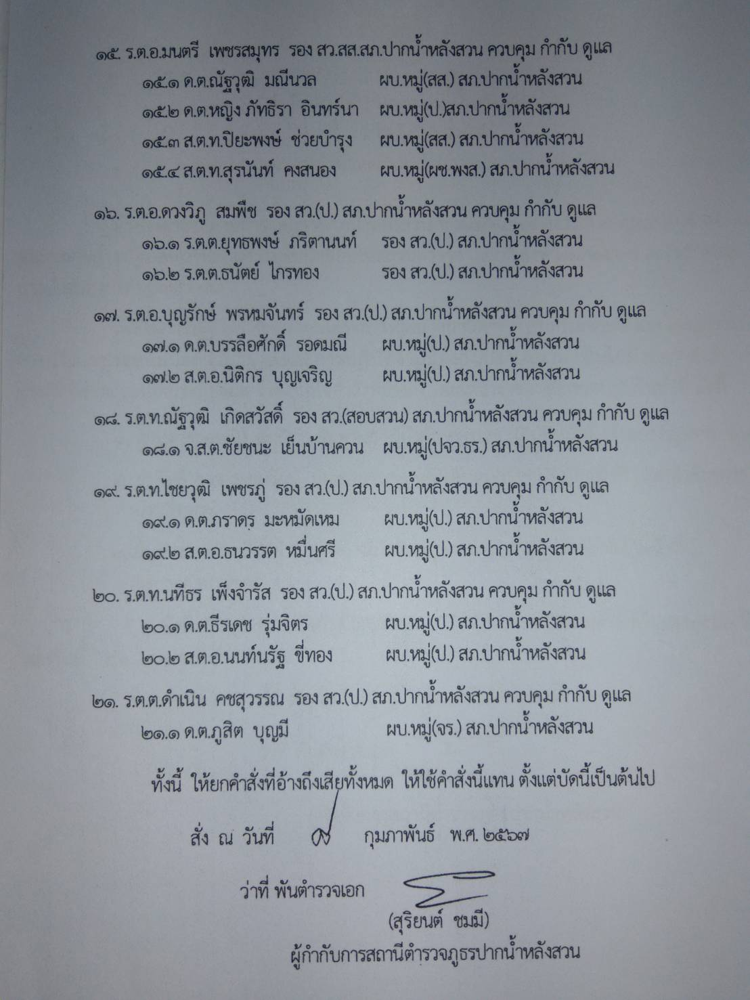 ๑๕. ร.ต.อ.มนตรี เพชรสมุทร รอง สว.สส.สภ.ปากน้ำหลังสวน ควบคุม กำกับ ดูแล
๑๕.๑ ด.ต.ณัฐวุฒิ มณีนวล ผบ.หมู่(สส.) สภ.ปากน้ำหลังสวน
๑๕.๒ ด.ต.หญิง ภัทธิรา อินทร์นา ผบ.หมู่(ป.)สภ.ปากน้ำหลังสวน
๑๕.๓ ส.ต.ท.ปิยะพงษ์ ช่วยบำรุง ผบ.หมู่(สส.) สภ.ปากน้ำหลังสวน
๑๕.๔ ส.ต.ท.สุรนันท์ คงสนอง ผบ.หมู่(ผช.พงส.) สภ.ปากน้ำหลังสวน
๑๖. ร.ต.อ.ดวงวิภู สมพืช รอง สว.(ป.) สภ.ปากน้ำหลังสวน ควบคุม กำกับ ดูแล
๑๖.๑ ร.ต.ต.ยุทธพงษ์ ภริตานนท์ รอง สว.(ป.) สภ.ปากน้ำหลังสวน
๑๖.๒ ร.ต.ต.ธนัตย์ ไกรทอง รอง สว.(ป.) สภ.ปากน้ำหลังสวน
๑๗. ร.ต.อ.บุญรักษ์ พรหมจันทร์ รอง สว.(ป.) สภ.ปากน้ำหลังสวน ควบคุม กำกับ ดูแล
๑๗.๑ ด.ต.บรรลือศักดิ์ รอดมณี ผบ.หมู่(ป.) สภ.ปากน้ำหลังสวน
๑๗.๒ ส.ต.อ.นิติกร บุญเจริญ ผบ.หมู่(ป.) สภ.ปากน้ำหลังสวน
๑๘. ร.ต.ท.ณัฐวุฒิ เกิดสวัสดิ์ รอง สว.(สอบสวน) สภ.ปากน้ำหลังสวน ควบคุม กำกับ ดูแล
๑๘.๑ จ.ส.ต.ชัยชนะ เย็นบ้านควน ผบ.หมู่(ปจว.ธร.) สภ.ปากน้ำหลังสวน
๑๙. ร.ต.ท.ไชยวุฒิ เพชรภู่ รอง สว.(ป.) สภ.ปากน้ำหลังสวน ควบคุม กำกับ ดูแล
๑๙.๑ ด.ต.ภราดร มะหมัดเหม ผบ.หมู่(ป.) สภ.ปากน้ำหลังสวน
๑๙.๒ ส.ต.อ.ธนวรรต หมื่นศรี ผบ.หมู่(ป.) สภ.ปากน้ำหลังสวน
๒๐. ร.ต.ท.นทีธร เพ็งจำรัส รอง สว.(ป.) สภ.ปากน้ำหลังสวน ควบคุม กำกับ ดูแล
๒๐.๑ ด.ต.ธีรเดช รุ่มจิตร ผบ.หมู่(ป.) สภ.ปากน้ำหลังสวน
๒๐.๒ ส.ต.อ.นนท์นรัฐ ขี่ทอง ผบ.หมู่(ป.) สภ.ปากน้ำหลังสวน
๒๑. ร.ต.ต.ดำเนิน คชสุวรรณ รอง สว.(ป.) สภ.ปากน้ำหลังสวน ควบคุม กำกับ ดูแล
๒๑.๑ ด.ต.ภูสิต บุญมี ผบ.หมู่(จร.) สภ.ปากน้ำหลังสวน
ทั้งนี้ ให้ยกคำสั่งที่อ้างถึงเสียทั้งหมด ให้ใช้คำสั่งนี้แทน ตั้งแต่บัดนี้เป็นต้นไป
สั่ง ณ วันที่ ๙ กุมภาพันธ์ พ.ศ. ๒๕๖๗
ว่าที่ พันตำรวจเอก
(สุริยนต์ ชมมี)
ผู้กำกับการสถานีตำรวจภูธรปากน้ำหลังสวน